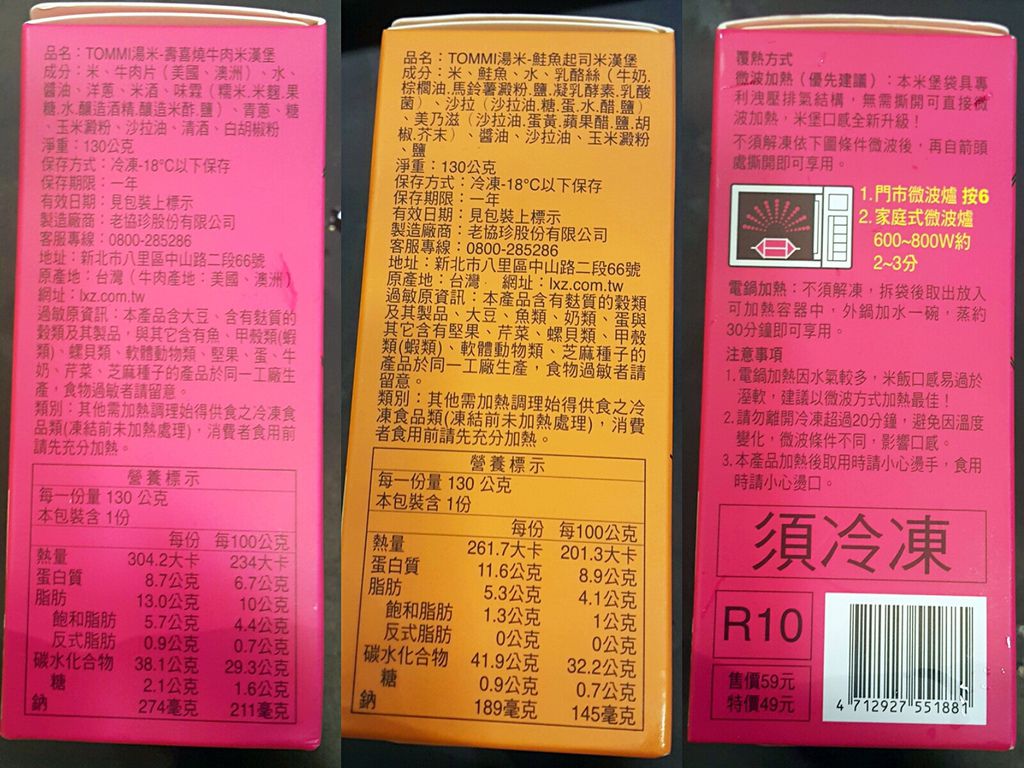 品名：TOMMI湯米-壽喜燒牛肉米漢堡
成分：米、牛肉片（美國、澳洲）、水、
醬油、洋蔥、米酒、味霖（糯米.米麴.果
糖.水.釀造酒精.釀造米酢.鹽）、青蔥、糖
、玉米澱粉、沙拉油、清酒、白胡椒粉
淨重：130公克
保存方式：冷凍-18°C以下保存
保存期限：一年
有效日期：見包裝上標示
製造廠商：老協珍股份有限公司
客服專線：0800-285286
地址：新北市八里區中山路二段66號
原產地：台灣（牛肉產地：美國、澳洲）
網址：lxz.com.tw
過敏原資訊：本產品含大豆、含有麩質的
穀類及其製品，與其它含有魚、甲殼類(蝦
類)、螺貝類、軟體動物類、堅果、蛋、牛
奶、芹菜、芝麻種子的產品於同一工廠生
產，食物過敏者請留意。
類別：其他需加熱調理始得供食之冷凍食
品類(凍結前未加熱處理)，消費者食用前
請先充分加熱。
營養標示
每一份量 130 公克
本包裝含 1份
每份 每100公克
熱量 304.2大卡 234大卡
蛋白質 8.7公克 6.7公克
脂肪 13.0公克 10公克
飽和脂肪 5.7公克 4.4公克
反式脂肪 0.9公克 0.7公克
碳水化合物 38.1公克 29.3公克
糖 2.1公克 1.6公克
鈉 274毫克 211毫克
品名：TOMMI湯米-鮭魚起司米漢堡
成分：米、鮭魚、水、乳酪絲（牛奶.
棕櫚油.馬鈴薯澱粉.鹽.凝乳酵素.乳酸
菌）、沙拉（沙拉油.糖.蛋.水.醋.鹽）
、美乃滋（沙拉油.蛋黃.蘋果醋.鹽.胡
椒.芥末）、醬油、沙拉油、玉米澱粉
、鹽
淨重：130公克
保存方式：冷凍-18°C以下保存
保存期限：一年
有效日期：見包裝上標示
製造廠商：老協珍股份有限公司
客服專線：0800-285286
地址：新北市八里區中山路二段66號
原產地：台灣 網址：lxz.com.tw
過敏原資訊：本產品含有麩質的穀類
及其製品、大豆、魚類、奶類、蛋與
其它含有堅果、芹菜、螺貝類、甲殼
類(蝦類)、軟體動物類、芝麻種子的
產品於同一工廠生產，食物過敏者請
留意。
類別：其他需加熱調理始得供食之冷
凍食品類(凍結前未加熱處理)，消費
者食用前請先充分加熱。
營養標示
每一份量 130 公克
本包裝含 1份
每份 每100公克
熱量 261.7大卡 201.3大卡
蛋白質 11.6公克 8.9公克
脂肪 5.3公克 4.1公克
飽和脂肪 1.3公克 1公克
反式脂肪 0公克 0公克
碳水化合物 41.9公克 32.2公克
糖 0.9公克 0.7公克
鈉 189毫克 145毫克
覆熱方式
微波加熱（優先建議）：本米堡袋具專
利洩壓排氣結構，無需撕開可直接微
波加熱，米堡口感全新升級！
不須解凍依下圖條件微波後，再自箭頭
處撕開即可享用。
1.門市微波爐 按6
2.家庭式微波爐
600~800W約
2~3分
電鍋加熱：不須解凍，拆袋後取出放入
可加熱容器中，外鍋加水一碗，蒸約
30分鐘即可享用。
注意事項
1.電鍋加熱因水氣較多，米飯口感易過於
溼軟，建議以微波方式加熱最佳！
2.請勿離開冷凍超過20分鐘，避免因溫度
變化，微波條件不同，影響口感。
3.本產品加熱後取用時請小心燙手，食用
時請小心燙口。
須冷凍
R10
售價59元
特價49元
4 712927 551881